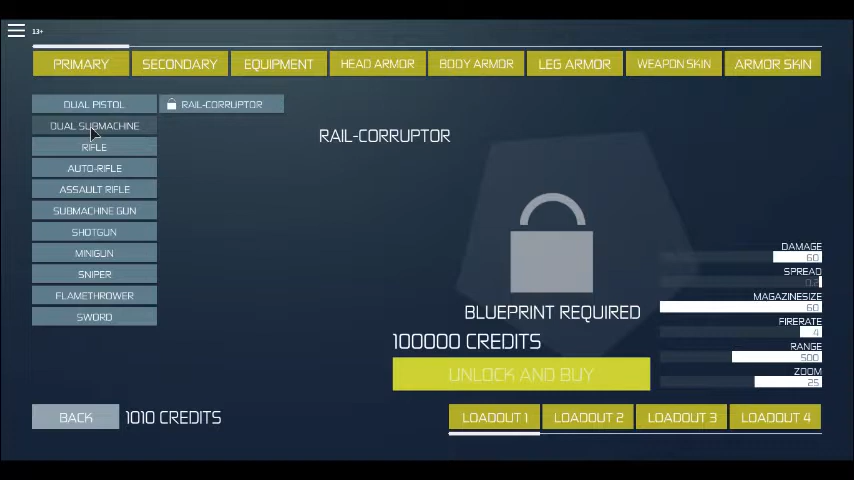 13+
PRIMARY SECONDARY EQUIPMENT HEAD ARMOR BODY ARMOR LEG ARMOR WEAPON SKIN ARMOR SKIN
DUAL PISTOL RAIL-CORRUPTOR
DUAL SUBMACHINE
RIFLE
AUTO-RIFLE
ASSAULT RIFLE
SUBMACHINE GUN
SHOTGUN
MINIGUN
SNIPER
FLAMETHROWER
SWORD
RAIL-CORRUPTOR
BLUEPRINT REQUIRED
100000 CREDITS
UNLOCK AND BUY
DAMAGE
60
SPREAD
0.2
MAGAZINESIZE
60
FIRERATE
4
RANGE
500
ZOOM
25
BACK 1010 CREDITS
LOADOUT 1 LOADOUT 2 LOADOUT 3 LOADOUT 4